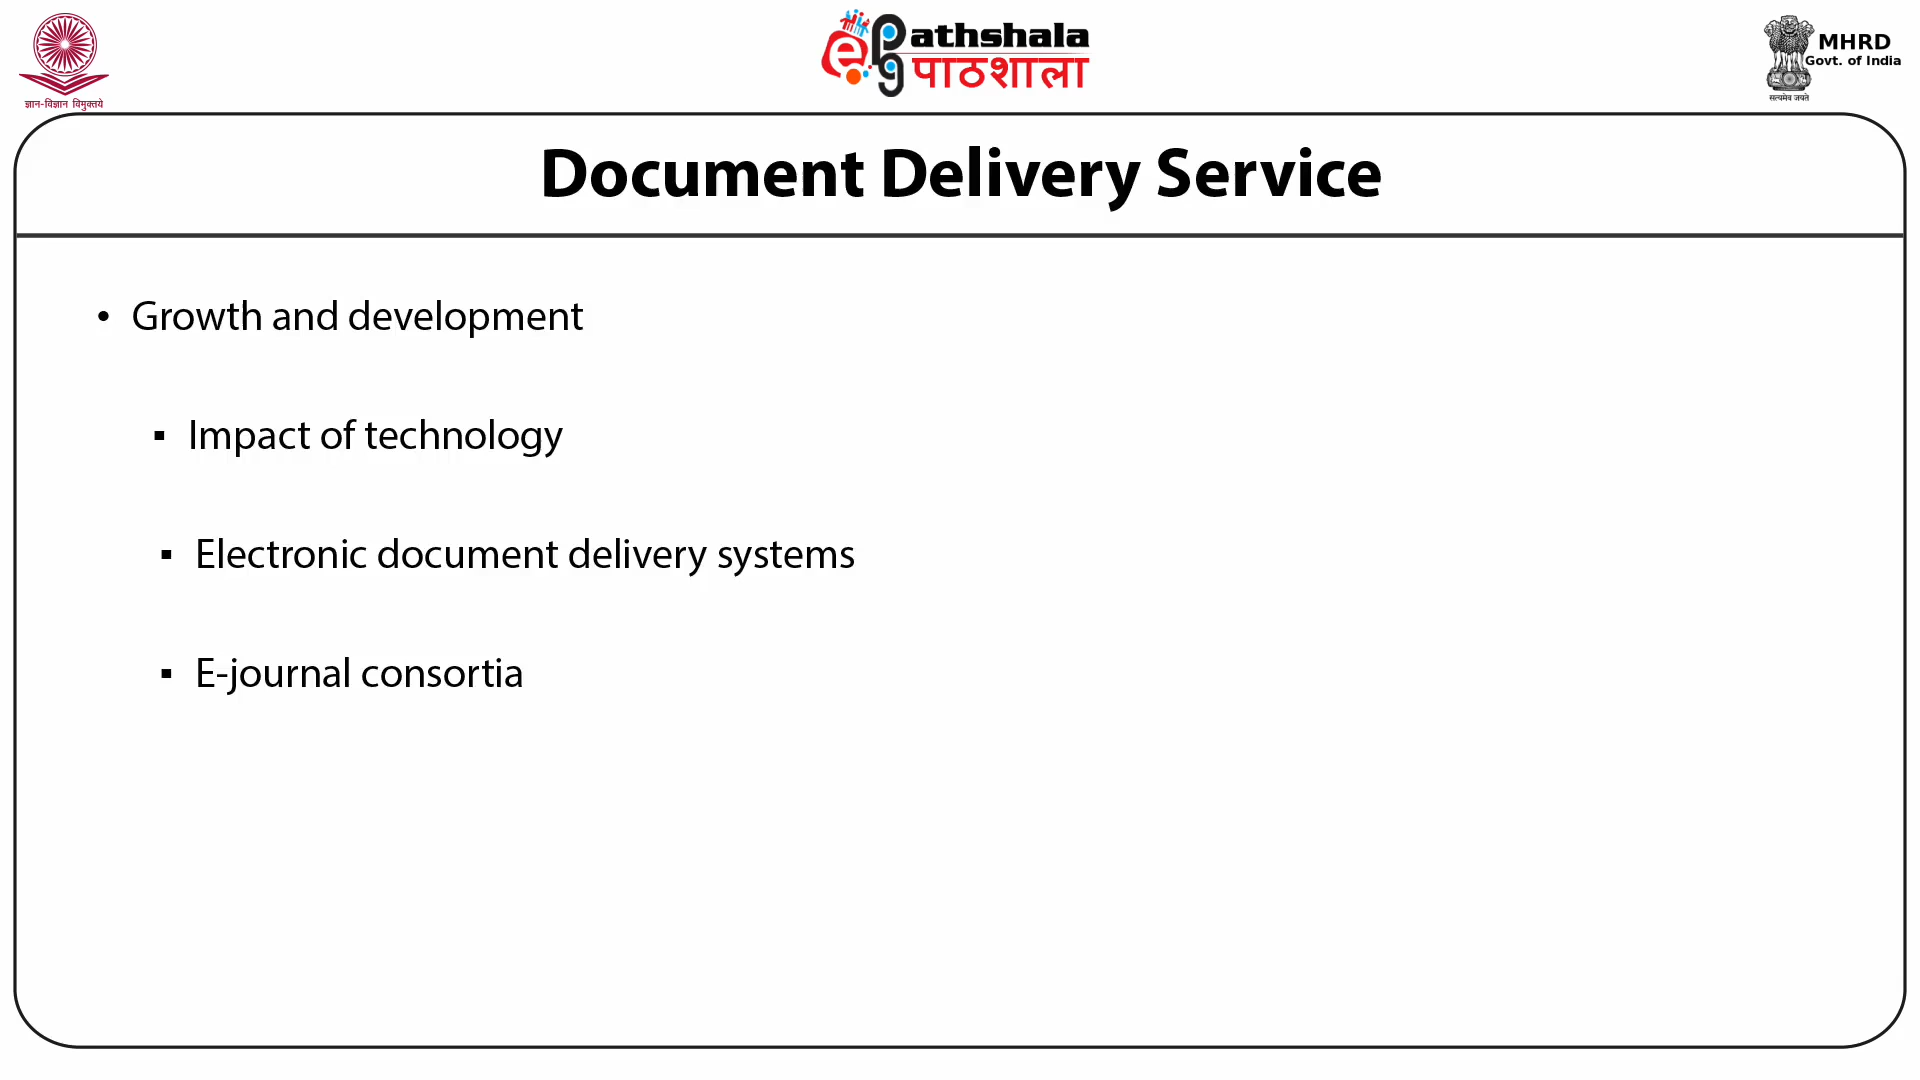 ज्ञान-विज्ञान विमुक्तये
e pg athshala
पाठशाला
MHRD
Govt. of India
सत्यमेव जयते
Document Delivery Service
• Growth and development
▪ Impact of technology
▪ Electronic document delivery systems
▪ E-journal consortia